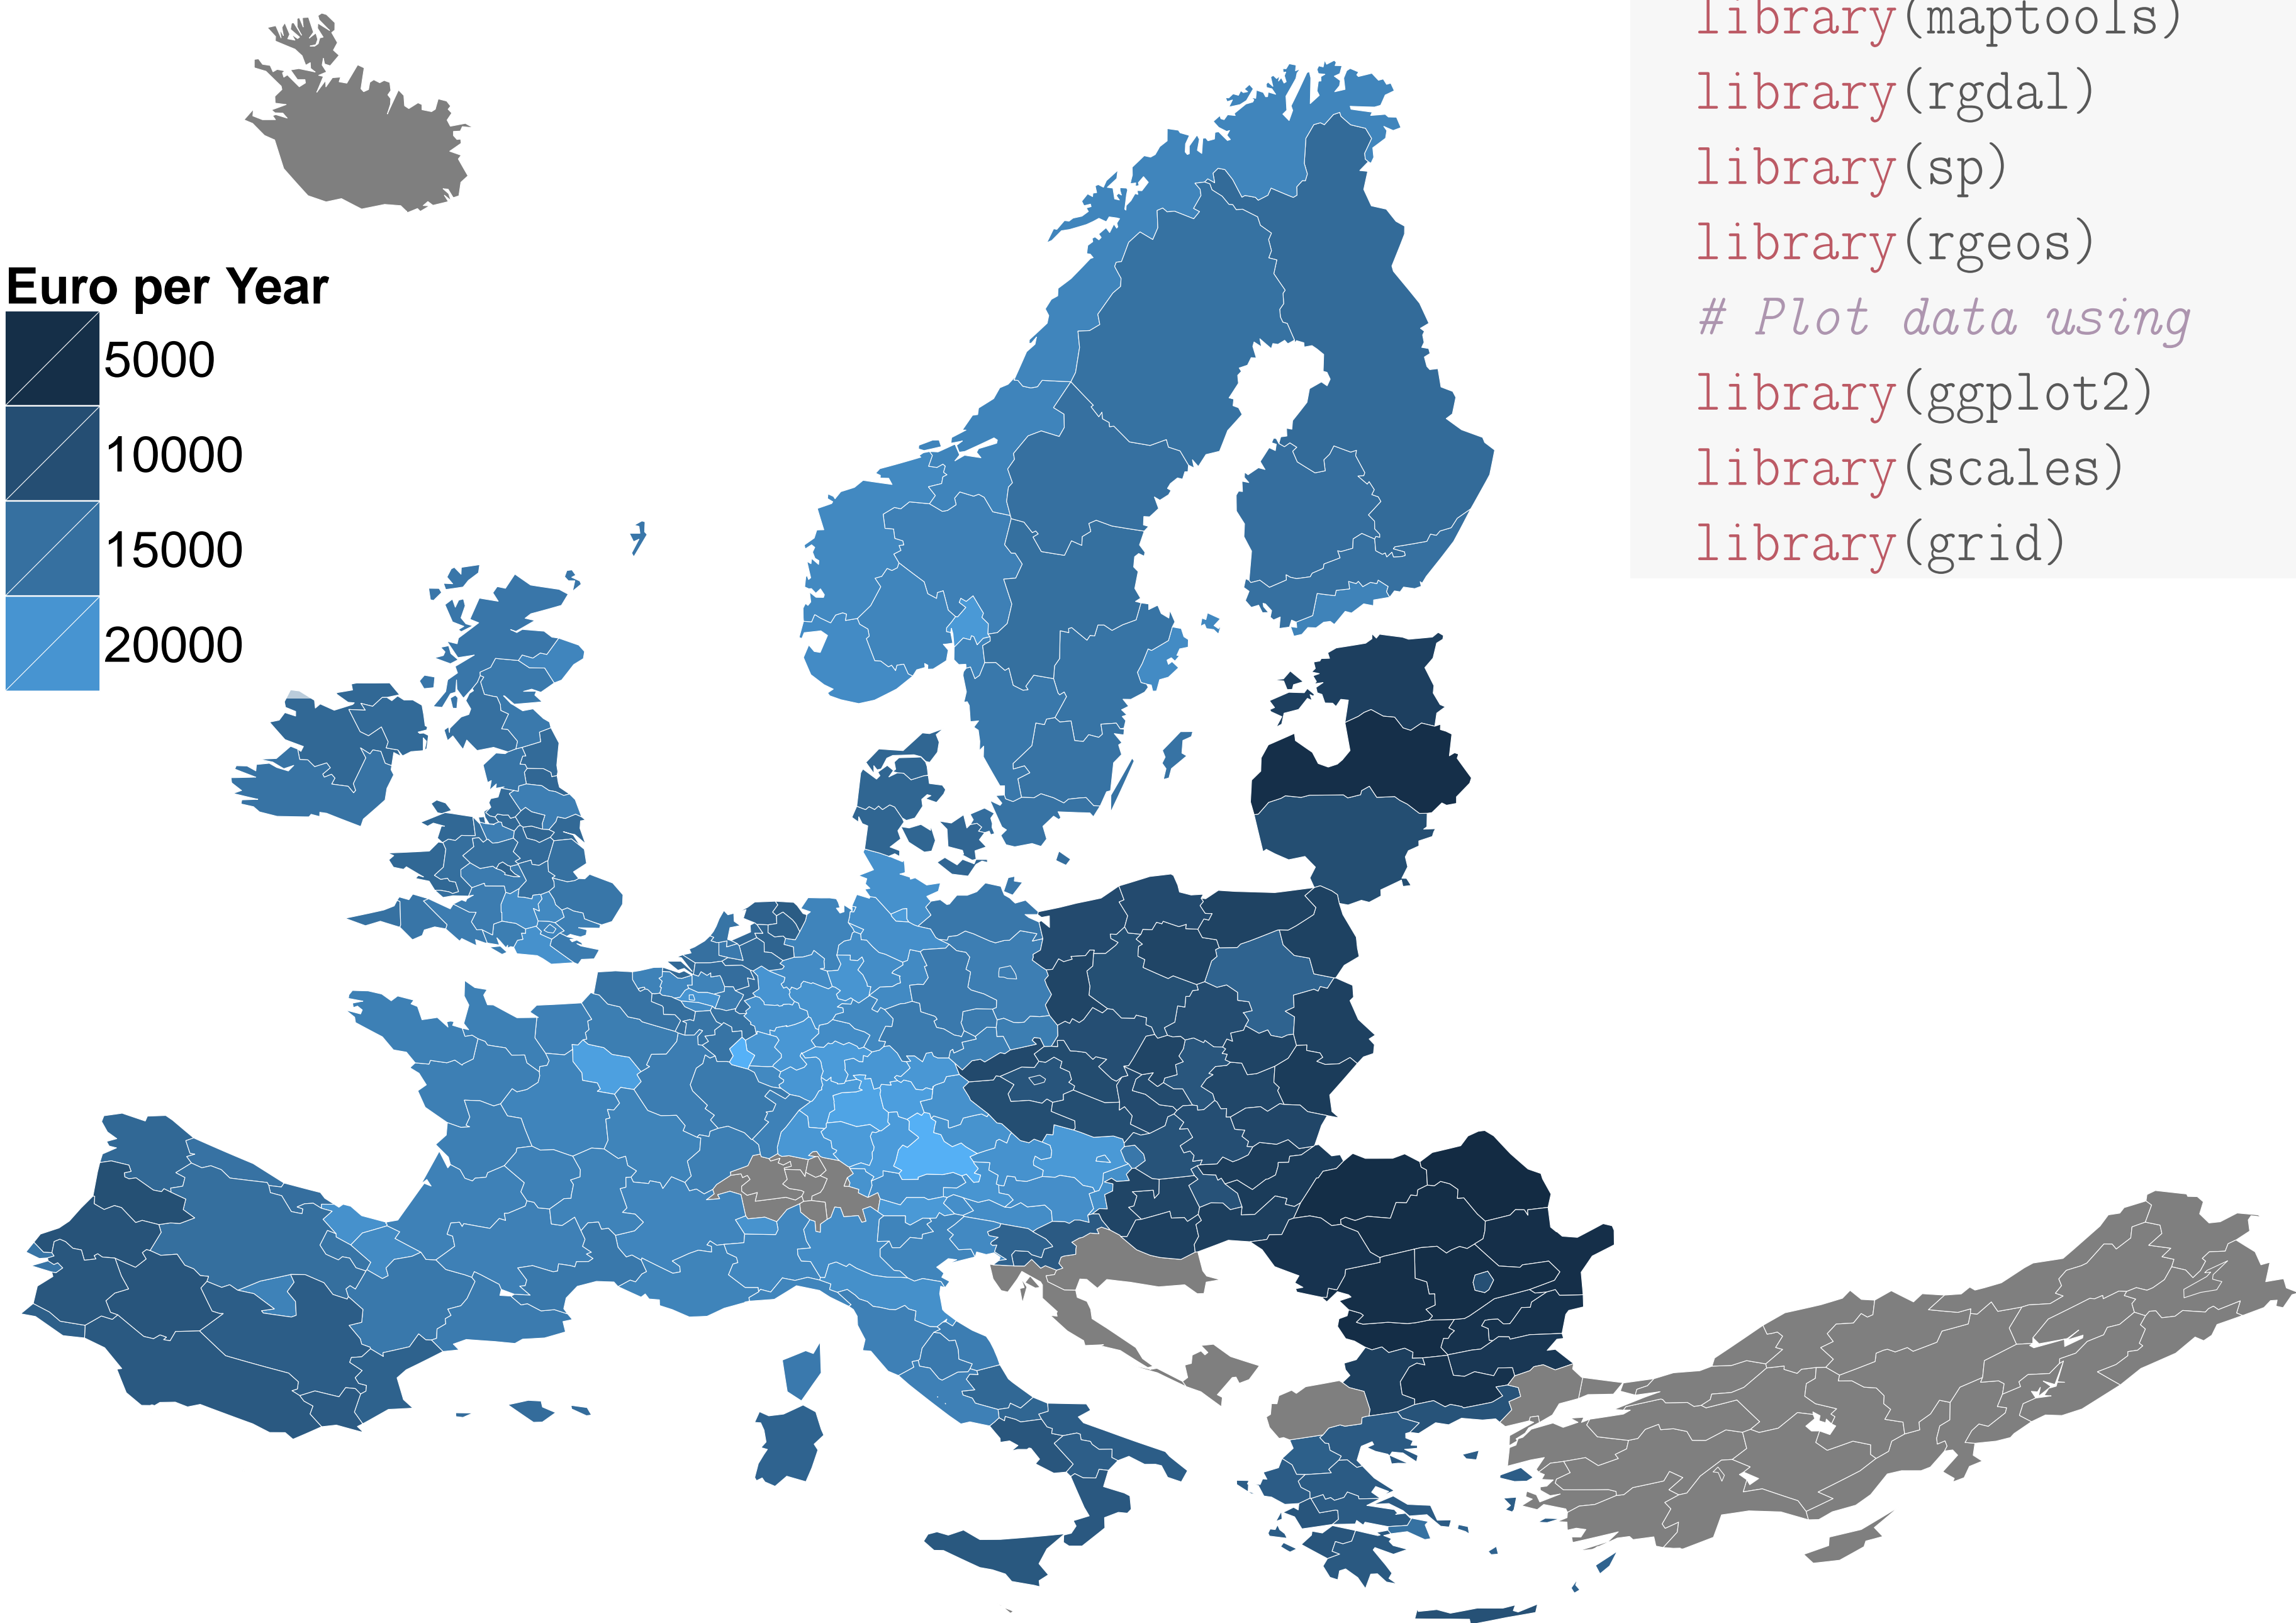 Euro per Year
5000
10000
15000
20000
library(maptools)
library(rgdal)
library(sp)
library(rgeos)
# Plot data using
library(ggplot2)
library(scales)
library(grid)